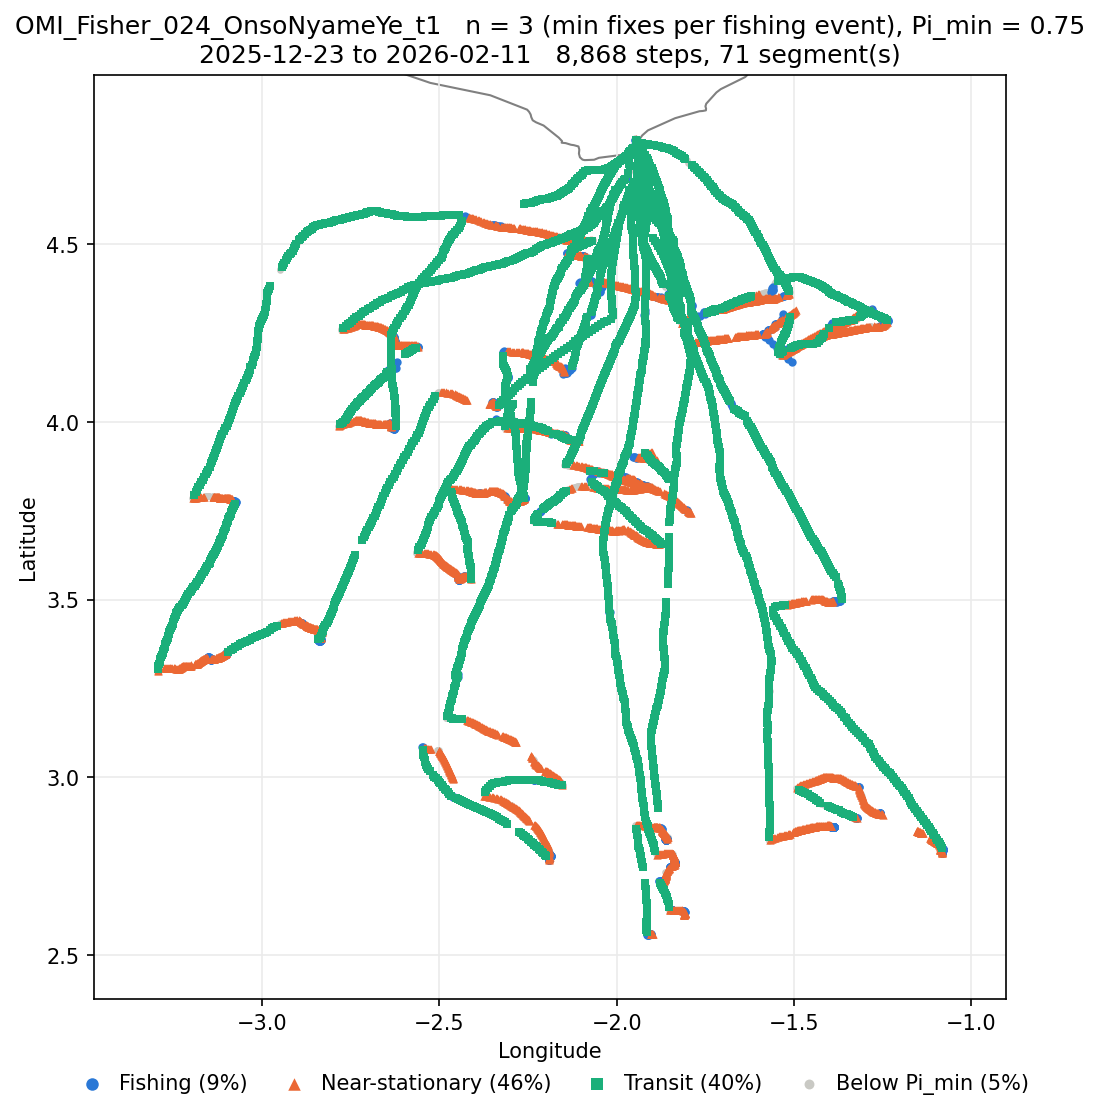 OMI_Fisher_024_OnsoNyameYe_t1   n = 3 (min fixes per fishing event), Pi_min = 0.75
2025-12-23 to 2026-02-11   8,868 steps, 71 segment(s)
4.5
4.0
3.5
3.0
2.5
Latitude
−3.0
−2.5
−2.0
−1.5
−1.0
Longitude
Fishing (9%)
Near-stationary (46%)
Transit (40%)
Below Pi_min (5%)